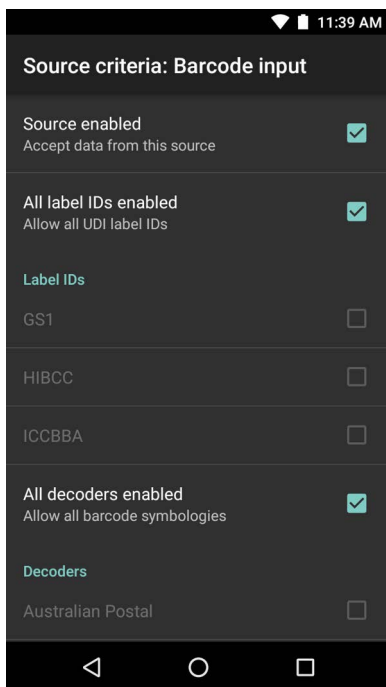 11:39 AM
Source criteria: Barcode input
Source enabled
Accept data from this source
All label IDs enabled
Allow all UDI label IDs
Label IDs
GS1
HIBCC
ICCBBA
All decoders enabled
Allow all barcode symbologies
Decoders
Australian Postal